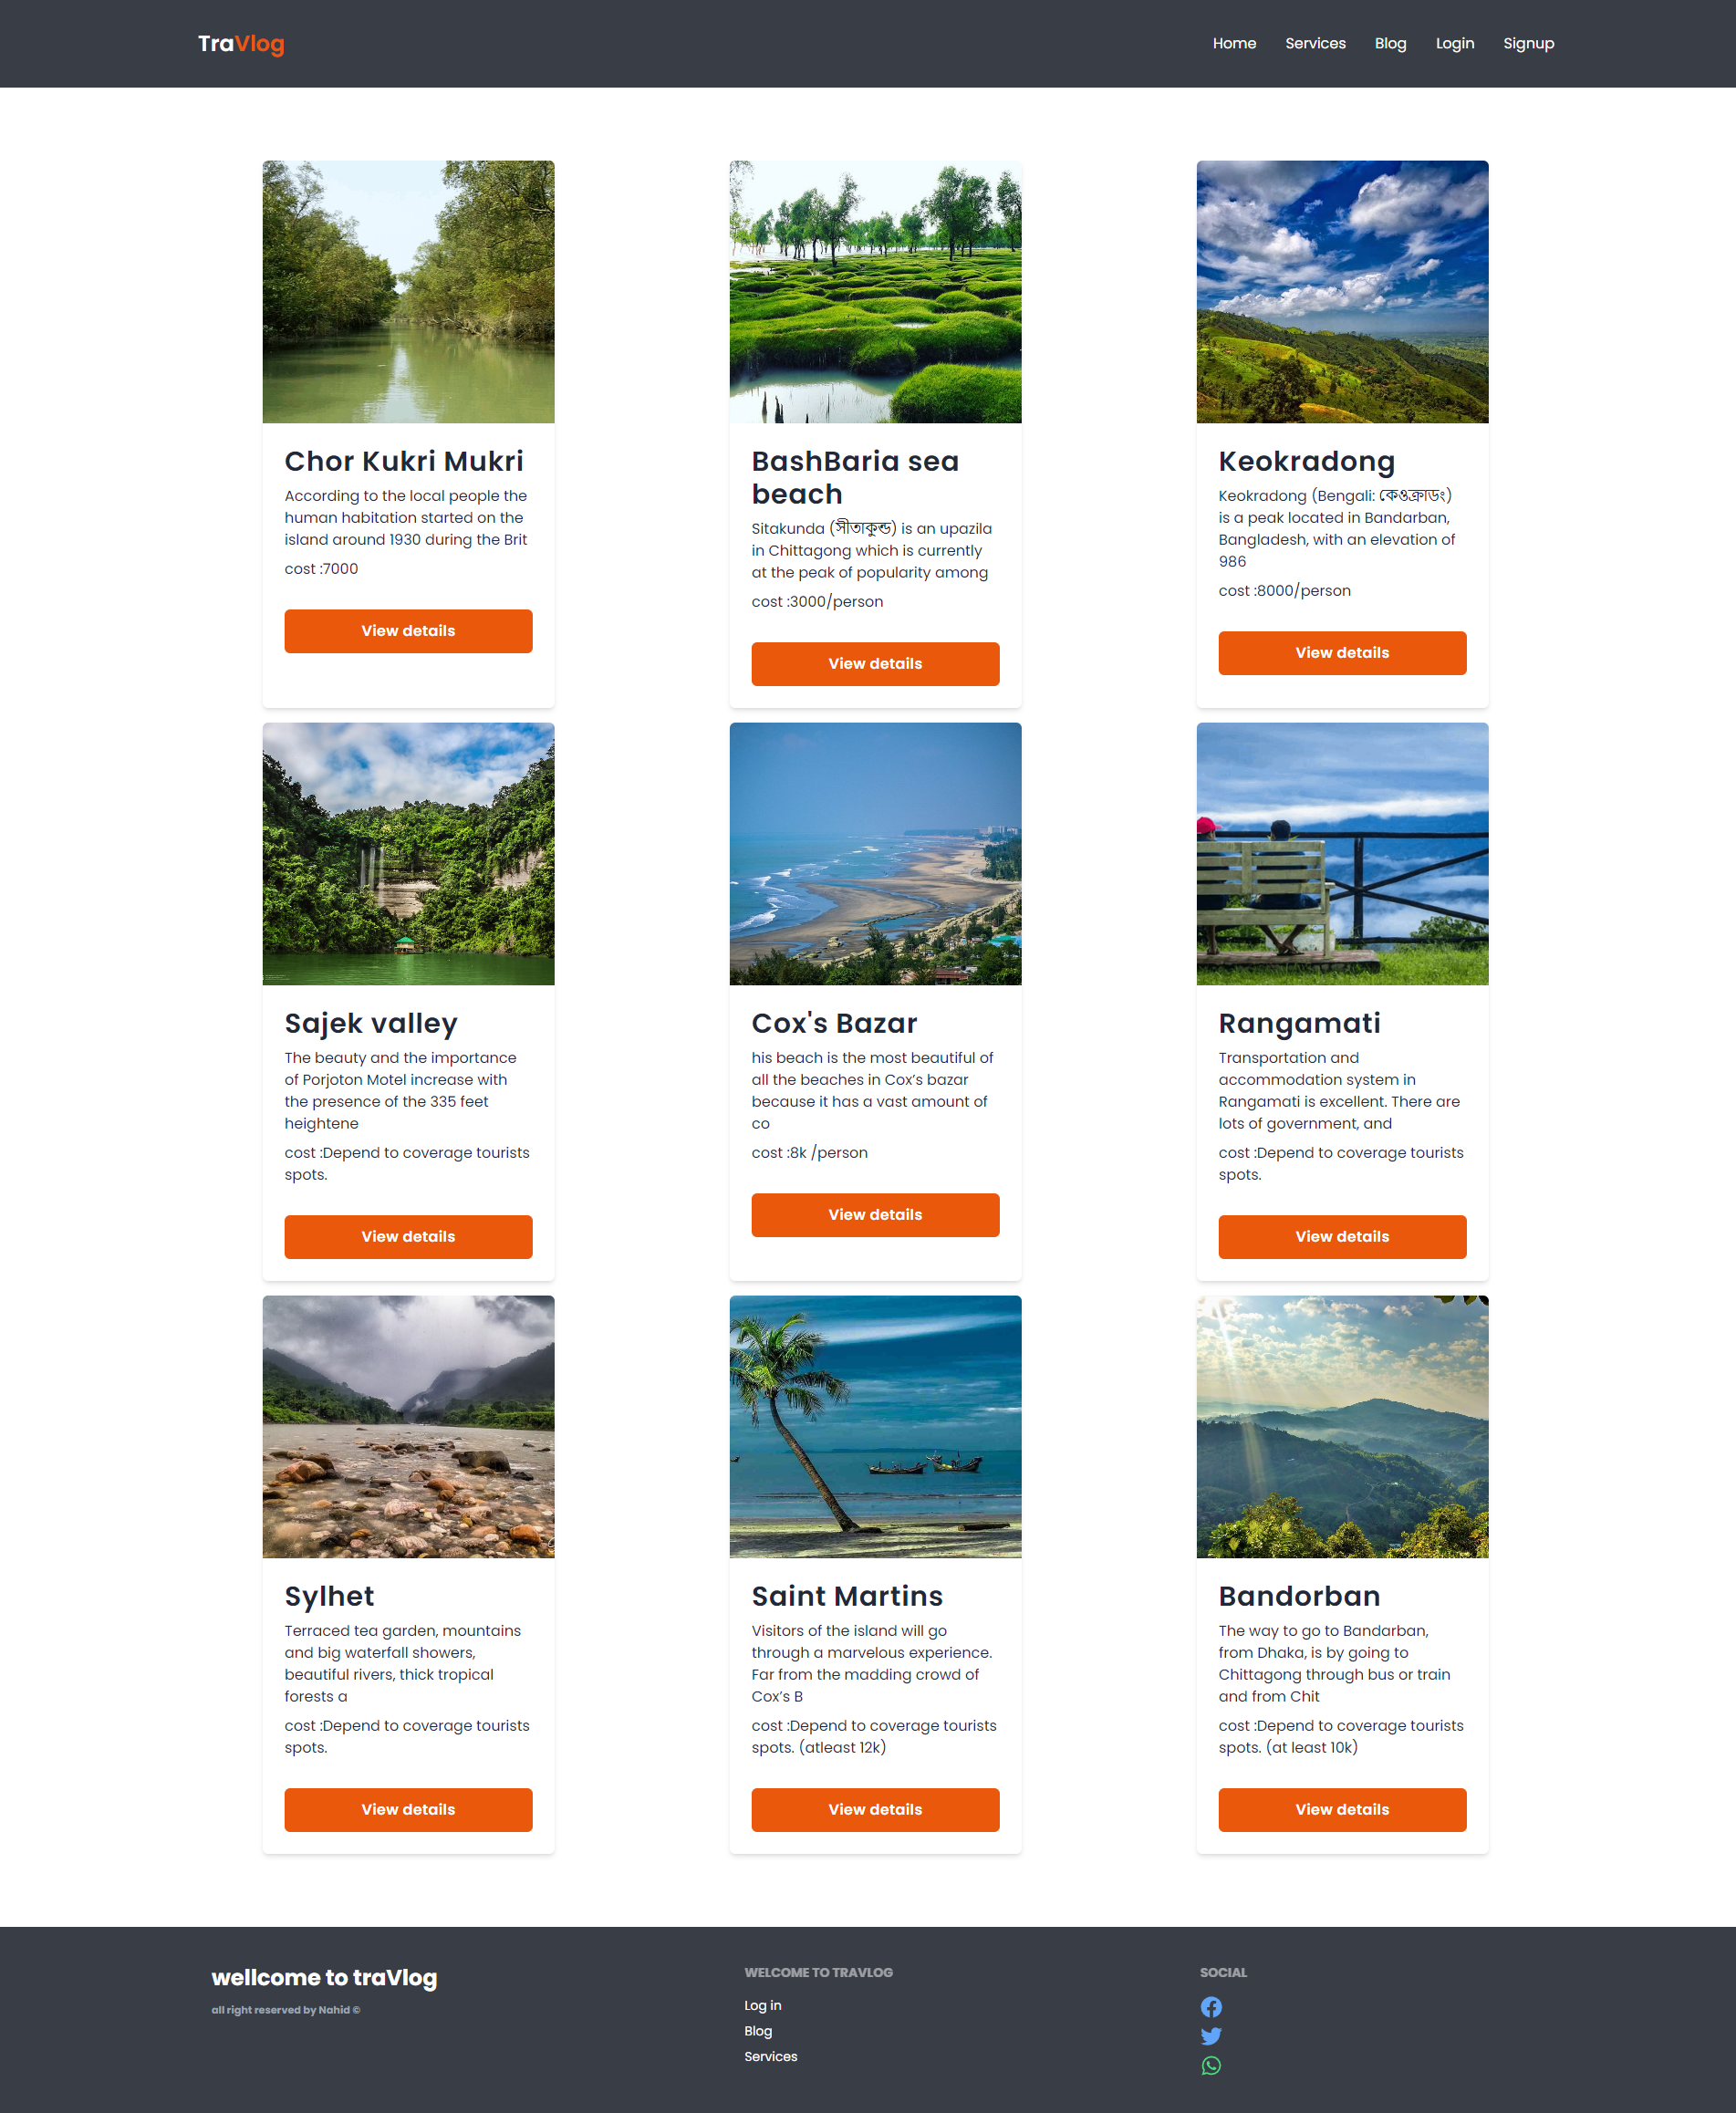 TraVlog
Home Services Blog Login Signup
Chor Kukri Mukri
According to the local people the
human habitation started on the
island around 1930 during the Brit
cost :7000
View details
BashBaria sea
beach
Sitakunda (সীতাকুন্ড) is an upazila
in Chittagong which is currently
at the peak of popularity among
cost :3000/person
View details
Keokradong
Keokradong (Bengali: কেওক্রাডং)
is a peak located in Bandarban,
Bangladesh, with an elevation of
986
cost :8000/person
View details
Sajek valley
The beauty and the importance
of Porjoton Motel increase with
the presence of the 335 feet
heightene
cost :Depend to coverage tourists
spots.
View details
Cox's Bazar
his beach is the most beautiful of
all the beaches in Cox’s bazar
because it has a vast amount of
co
cost :8k /person
View details
Rangamati
Transportation and
accommodation system in
Rangamati is excellent. There are
lots of government, and
cost :Depend to coverage tourists
spots.
View details
Sylhet
Terraced tea garden, mountains
and big waterfall showers,
beautiful rivers, thick tropical
forests a
cost :Depend to coverage tourists
spots.
View details
Saint Martins
Visitors of the island will go
through a marvelous experience.
Far from the madding crowd of
Cox’s B
cost :Depend to coverage tourists
spots. (atleast 12k)
View details
Bandorban
The way to go to Bandarban,
from Dhaka, is by going to
Chittagong through bus or train
and from Chit
cost :Depend to coverage tourists
spots. (at least 10k)
View details
wellcome to traVlog
all right reserved by Nahid ©
WELCOME TO TRAVLOG
Log in
Blog
Services
SOCIAL